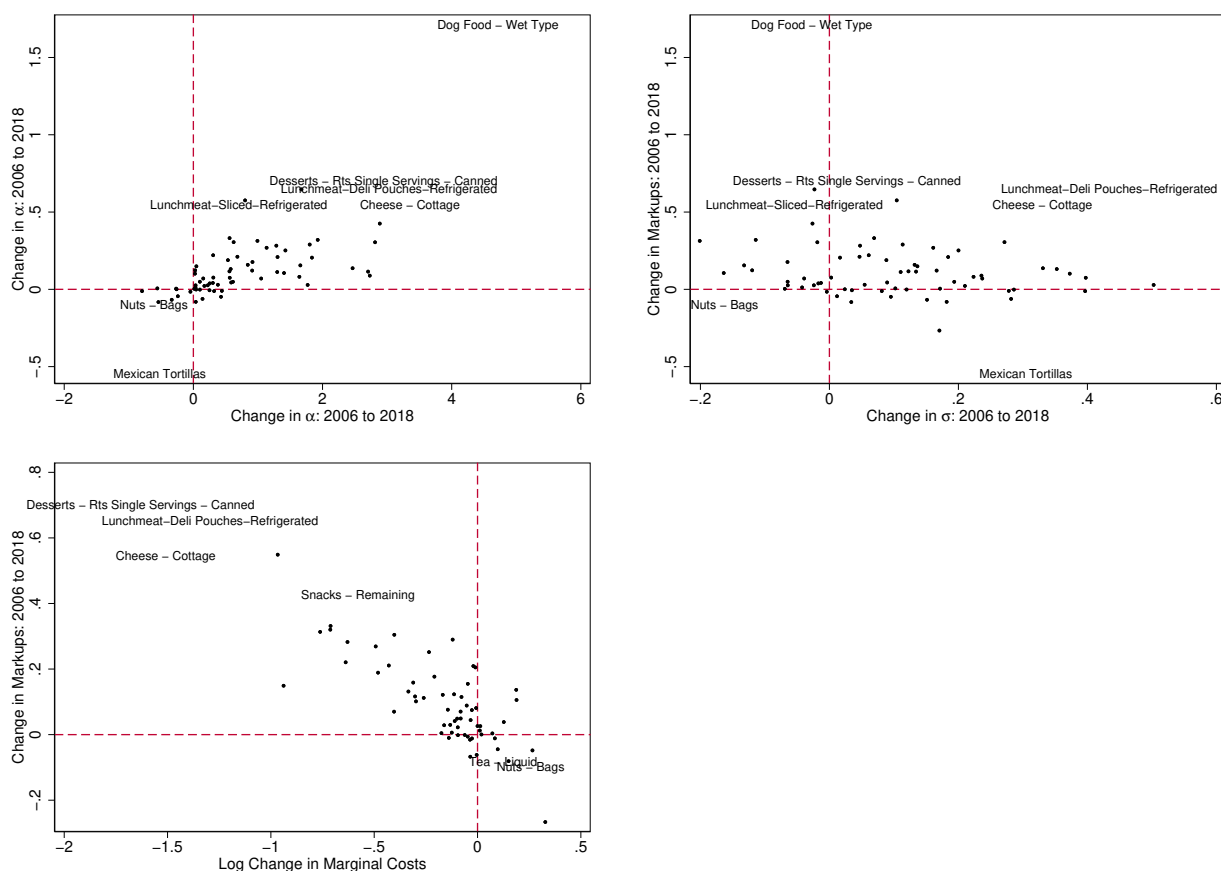 Dog Food − Wet Type
Desserts − Rts Single Servings − Canned
Lunchmeat−Deli Pouches−Refrigerated
Lunchmeat−Sliced−Refrigerated
Cheese − Cottage
Nuts − Bags
Mexican Tortillas
−.5
0
.5
1
1.5
Change in α: 2006 to 2018
−2
0
2
4
6
Change in α: 2006 to 2018
Dog Food − Wet Type
Desserts − Rts Single Servings − Canned
Lunchmeat−Deli Pouches−Refrigerated
Lunchmeat−Sliced−Refrigerated
Cheese − Cottage
Nuts − Bags
Mexican Tortillas
−.5
0
.5
1
1.5
Change in Markups: 2006 to 2018
−.2
0
.2
.4
.6
Change in σ: 2006 to 2018
Desserts − Rts Single Servings − Canned
Lunchmeat−Deli Pouches−Refrigerated
Cheese − Cottage
Snacks − Remaining
Tea − Liquid
Nuts − Bags
−.2
0
.2
.4
.6
.8
Change in Markups: 2006 to 2018
−2
−1.5
−1
−.5
0
.5
Log Change in Marginal Costs